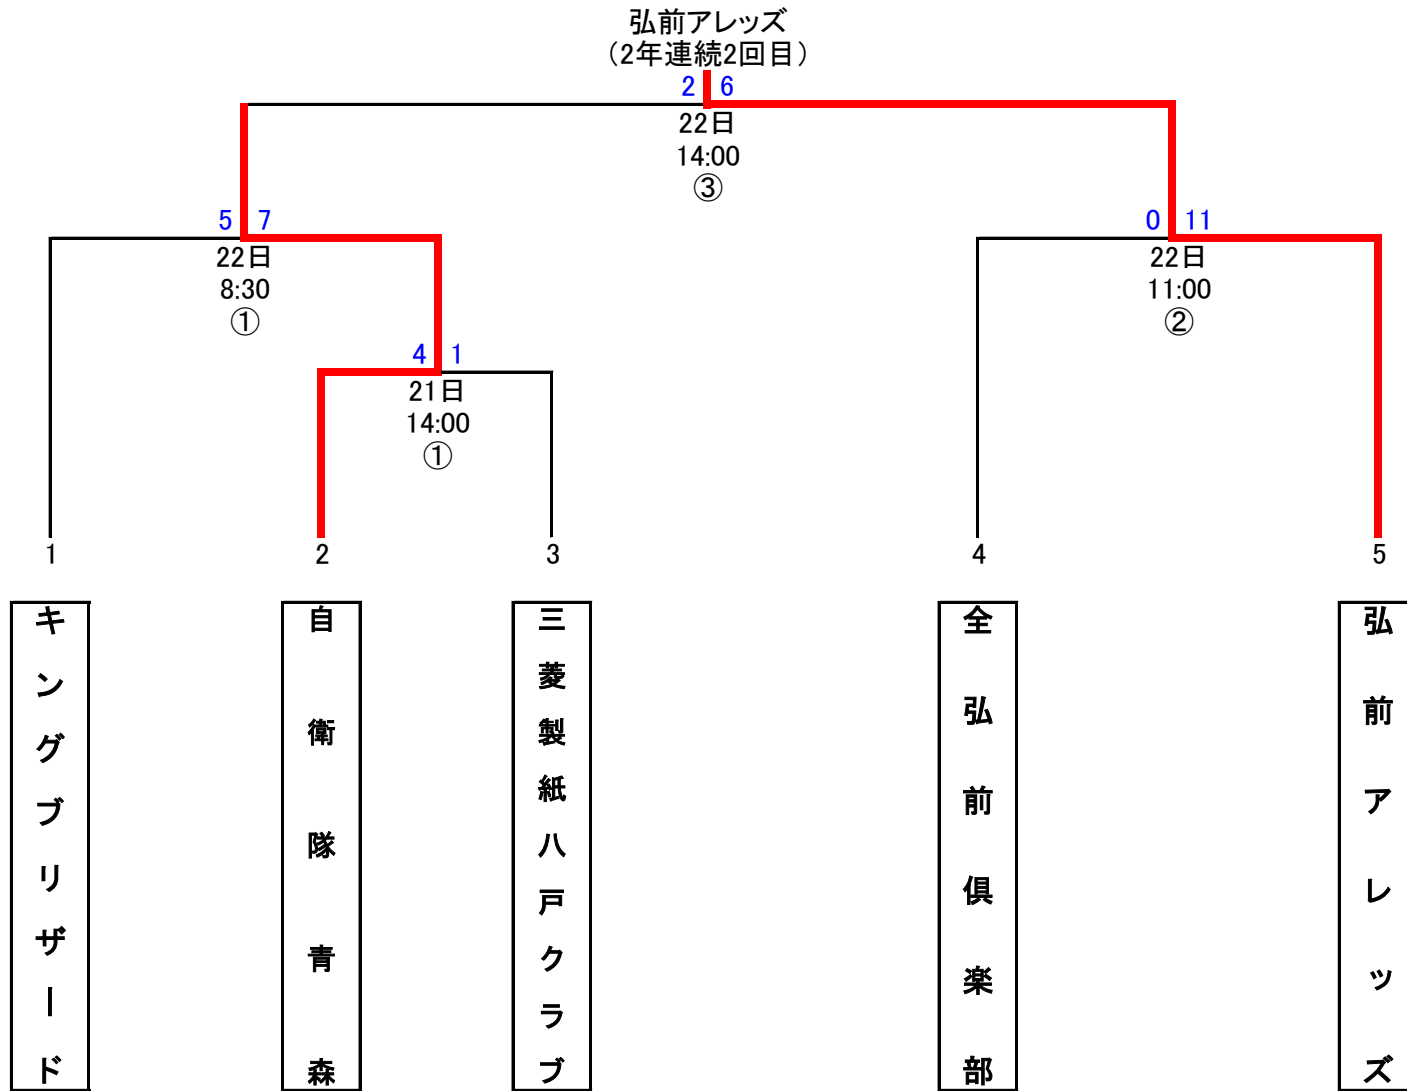 弘前アレッズ
（2年連続2回目）
2 6
22日
14:00
③
5 7
22日
8:30
①
0 11
22日
11:00
②
4 1
21日
14:00
①
1
2
3
4
5
キングブリザード
自衛隊青森
三菱製紙八戸クラブ
全弘前倶楽部
弘前アレッズ